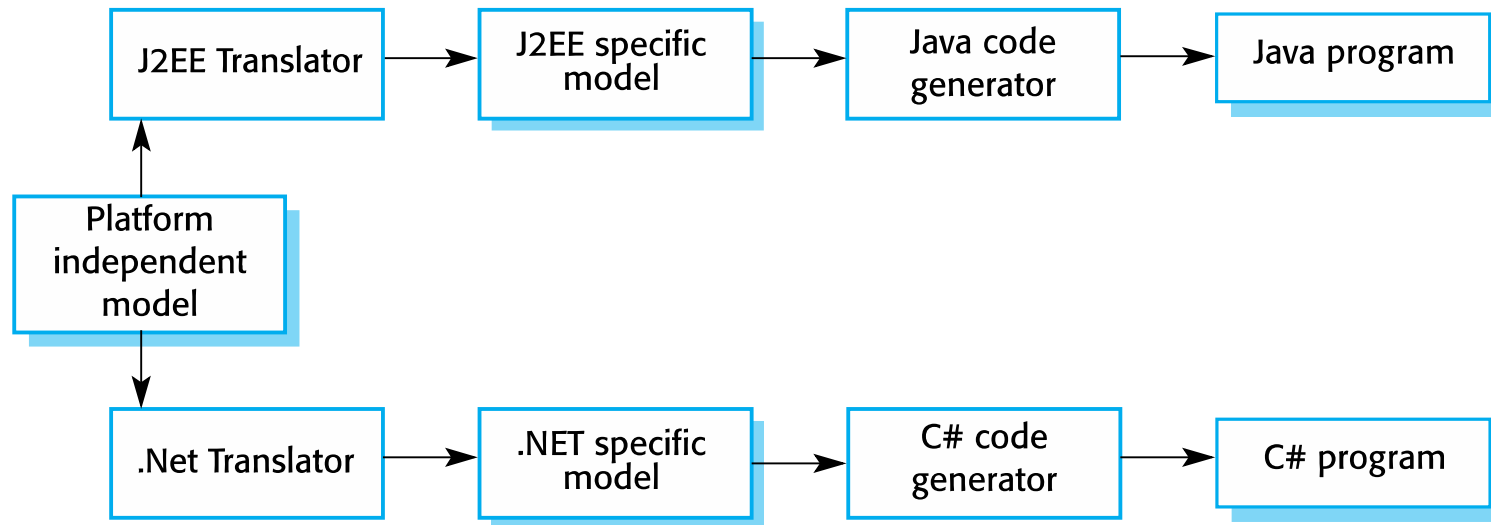 J2EE Translator
J2EE specific
model
Java code
generator
Java program
Platform
independent
model
.Net Translator
.NET specific
model
C# code
generator
C# program